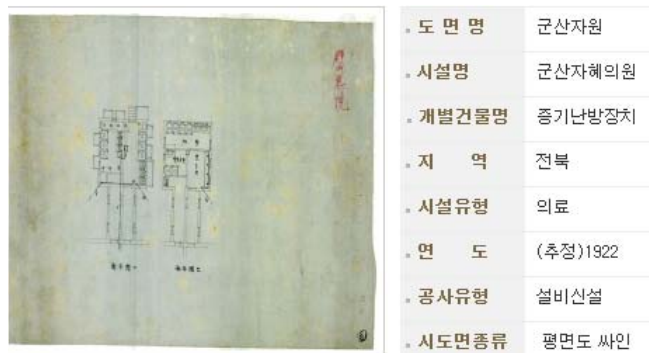 도 면 명 군산자원
시설명 군산자혜의원
개별건물명 증기난방장치
지 역 전북
시설유형 의료
연 도 (추정)1922
공사유형 설비신설
시도면종류 평면도 싸인